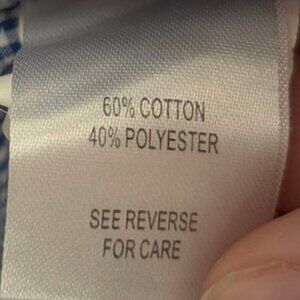 60% COTTON
40% POLYESTER
SEE REVERSE
FOR CARE